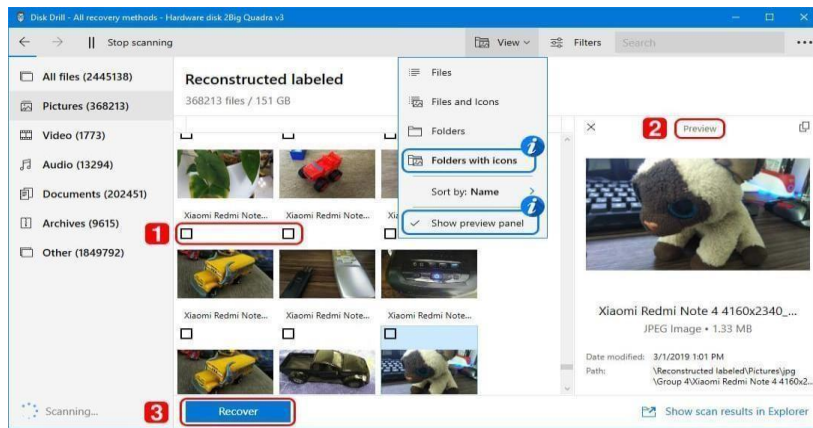 Disk Drill - All recovery methods - Hardware disk 2Big Quadra v3
Stop scanning
View
Filters
Search
All files (2445138)
Pictures (368213)
Video (1773)
Audio (13294)
Documents (202451)
Archives (9615)
Other (1849792)
Scanning...
Reconstructed labeled
368213 files / 151 GB
Files
Files and Icons
Folders
Folders with icons
i
Sort by: Name
Show preview panel
i
Xiaomi Redmi Note...
Xiaomi Redmi Note...
Xi
1
Xiaomi Redmi Note...
Xiaomi Redmi Note...
Xiaomi Redmi Note...
3
Recover
2
Preview
Xiaomi Redmi Note 4 4160x2340_...
JPEG Image • 1.33 MB
Date modified: 3/1/2019 1:01 PM
Path: \Reconstructed labeled\Pictures\jpg
\Group 4\Xiaomi Redmi Note 4 4160x2...
Show scan results in Explorer